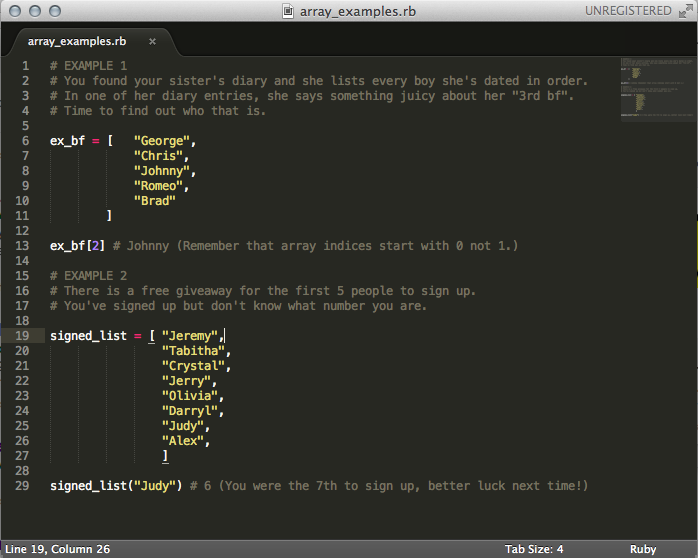 array_examples.rb
UNREGISTERED
array_examples.rb ×
1 # EXAMPLE 1
2 # You found your sister's diary and she lists every boy she's dated in order.
3 # In one of her diary entries, she says something juicy about her "3rd bf".
4 # Time to find out who that is.
5
6 ex_bf = [ "George",
7 "Chris",
8 "Johnny",
9 "Romeo",
10 "Brad"
11 ]
12
13 ex_bf[2] # Johnny (Remember that array indices start with 0 not 1.)
14
15 # EXAMPLE 2
16 # There is a free giveaway for the first 5 people to sign up.
17 # You've signed up but don't know what number you are.
18
19 signed_list = [ "Jeremy",
20 "Tabitha",
21 "Crystal",
22 "Jerry",
23 "Olivia",
24 "Darryl",
25 "Judy",
26 "Alex",
27 ]
28
29 signed_list("Judy") # 6 (You were the 7th to sign up, better luck next time!)
Line 19, Column 26
Tab Size: 4
Ruby